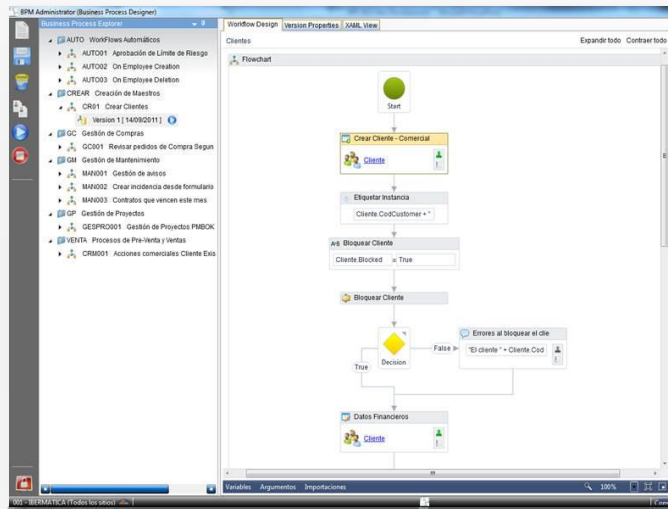 BPM Administrator (Business Process Designer)
Business Process Explorer
AUTO WorkFlows Automáticos
AUTO01 Aprobación de Límite de Riesgo
AUTO02 On Employee Creation
AUTO03 On Employee Deletion
CREAR Creación de Maestros
CR01 Crear Clientes
Version 1 [ 14/09/2011 ]
GC Gestión de Compras
GC001 Revisar pedidos de Compra Segun
GM Gestión de Mantenimiento
MAN001 Gestión de avisos
MAN002 Crear incidencia desde formulario
MAN003 Contratos que vencen este mes
GP Gestión de Proyectos
GESPRO001 Gestión de Proyectos PMBOK
VENTA Procesos de Pre-Venta y Ventas
CRM001 Acciones comerciales Cliente Exis
Workflow Design Version Properties XAML View
Clientes Expandir todo Contraer todo
Flowchart
Start
Crear Cliente - Comercial
Cliente
Etiquetar Instancia
Cliente.CodCustomer + "
A=B Bloquear Cliente
Cliente.Blocked = True
Bloquear Cliente
Errores al bloquear el clie
"El cliente " + Cliente.Cod
False
Decision
True
Datos Financieros
Cliente
Variables Argumentos Importaciones 100%
001 - IBERMATICA (Todos los sitios)